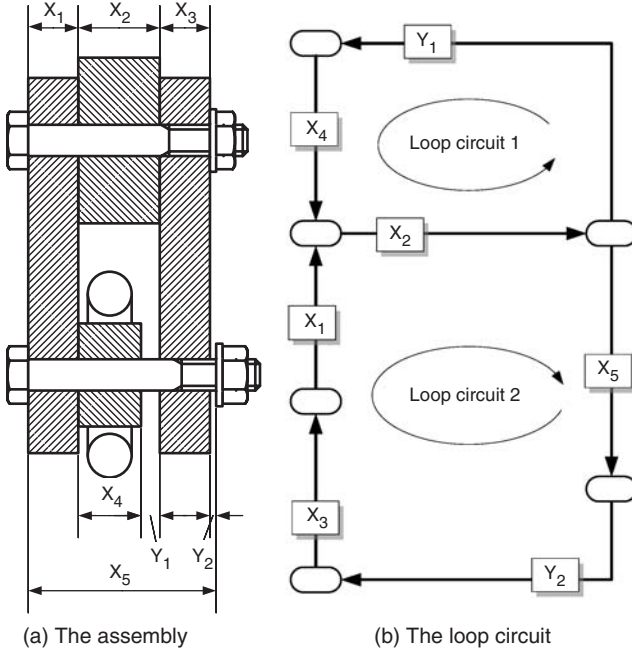 X₁ X₂ X₃
X₄
Y₁ Y₂
X₅
(a) The assembly
Y₁
X₄
Loop circuit 1
X₂
X₁
X₅
Loop circuit 2
X₃
Y₂
(b) The loop circuit